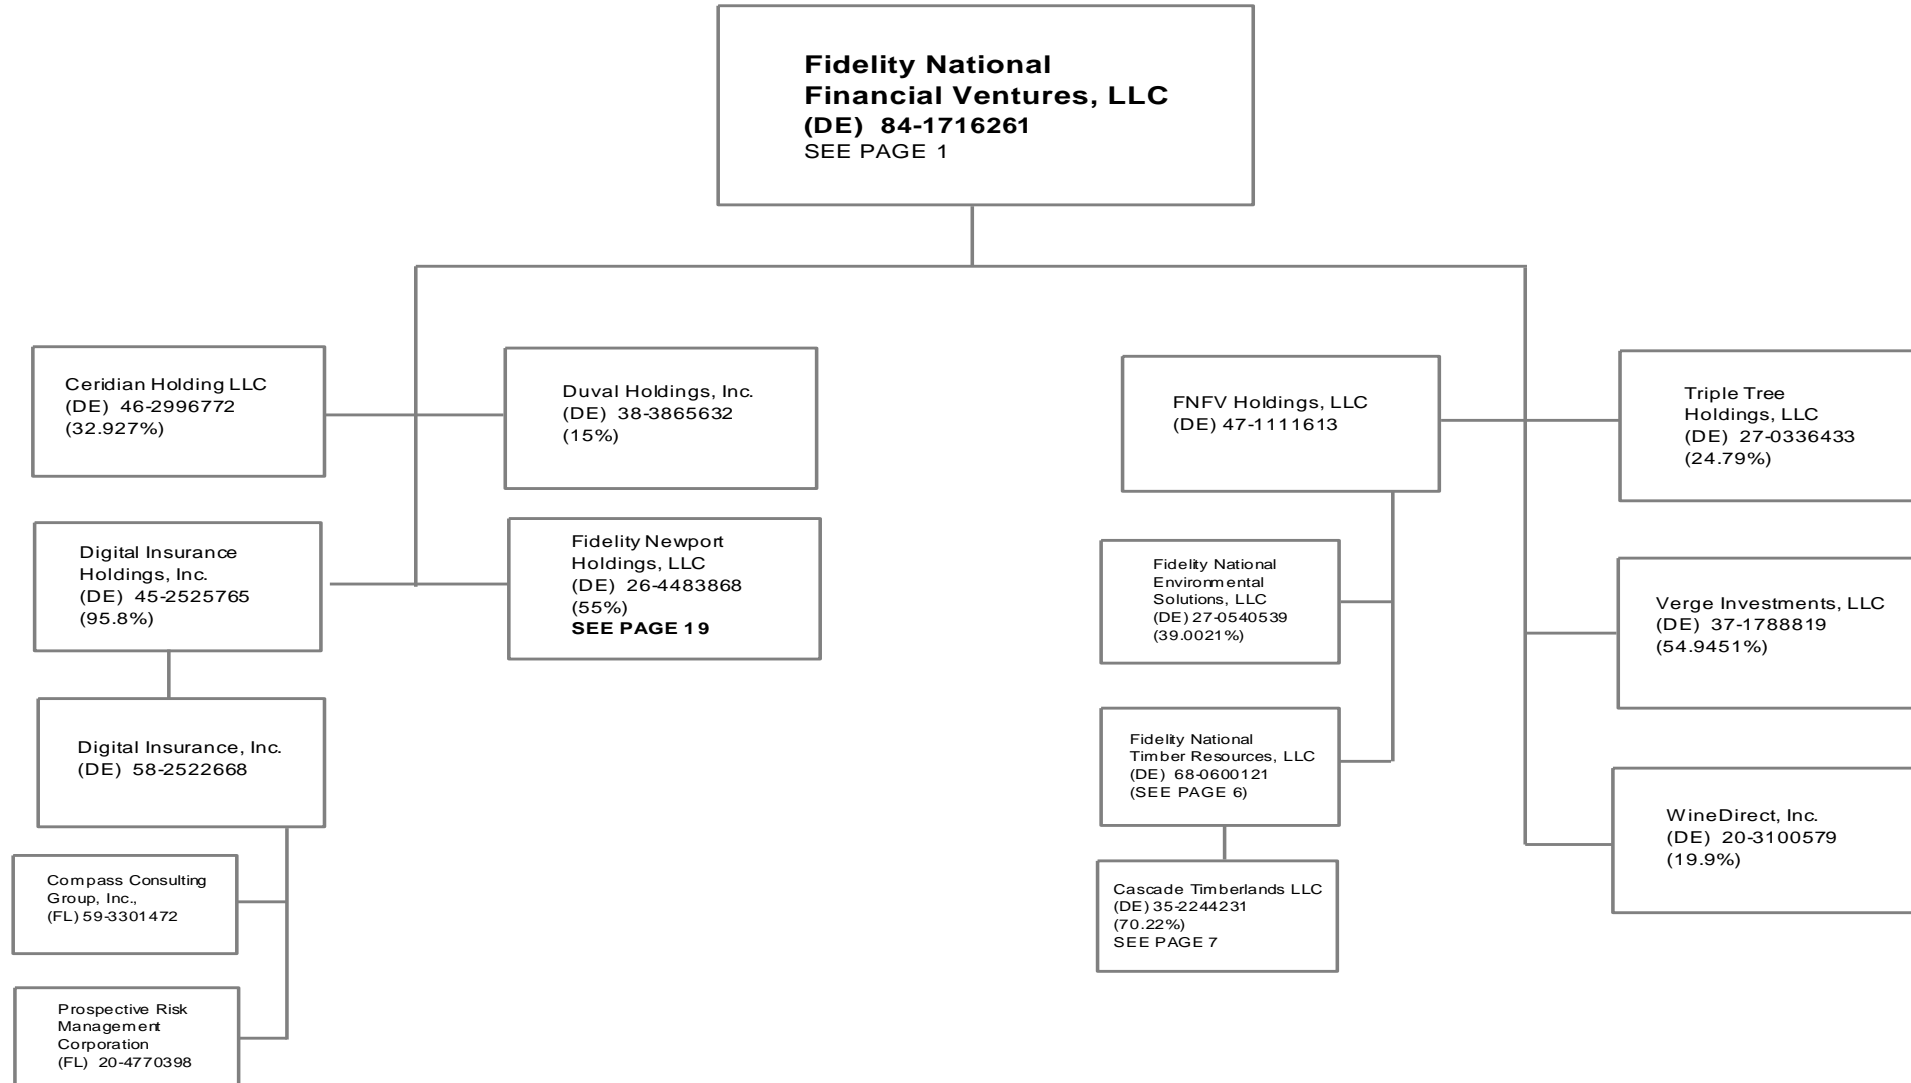 Fidelity National
Financial Ventures, LLC
(DE) 84-1716261
SEE PAGE 1
Ceridian Holding LLC
(DE) 46-2996772
(32.927%)
Duval Holdings, Inc.
(DE) 38-3865632
(15%)
FNFV Holdings, LLC
(DE) 47-1111613
Triple Tree
Holdings, LLC
(DE) 27-0336433
(24.79%)
Digital Insurance
Holdings, Inc.
(DE) 45-2525765
(95.8%)
Fidelity Newport
Holdings, LLC
(DE) 26-4483868
(55%)
SEE PAGE 19
Fidelity National
Environmental
Solutions, LLC
(DE) 27-0540539
(39.0021%)
Verge Investments, LLC
(DE) 37-1788819
(54.9451%)
Digital Insurance, Inc.
(DE) 58-2522668
Fidelity National
Timber Resources, LLC
(DE) 68-0600121
(SEE PAGE 6)
WineDirect, Inc.
(DE) 20-3100579
(19.9%)
Compass Consulting
Group, Inc.,
(FL) 59-3301472
Cascade Timberlands LLC
(DE) 35-2244231
(70.22%)
SEE PAGE 7
Prospective Risk
Management
Corporation
(FL) 20-4770398